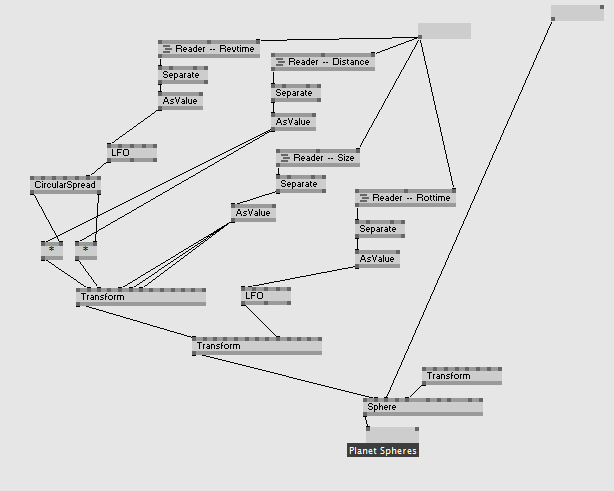 Reader -- Revtime
Reader -- Distance
Separate
Separate
AsValue
AsValue
LFO
Reader -- Size
CircularSpread
Separate
Reader -- Rottime
AsValue
Separate
*
*
AsValue
Transform
LFO
Transform
Transform
Sphere
Planet Spheres